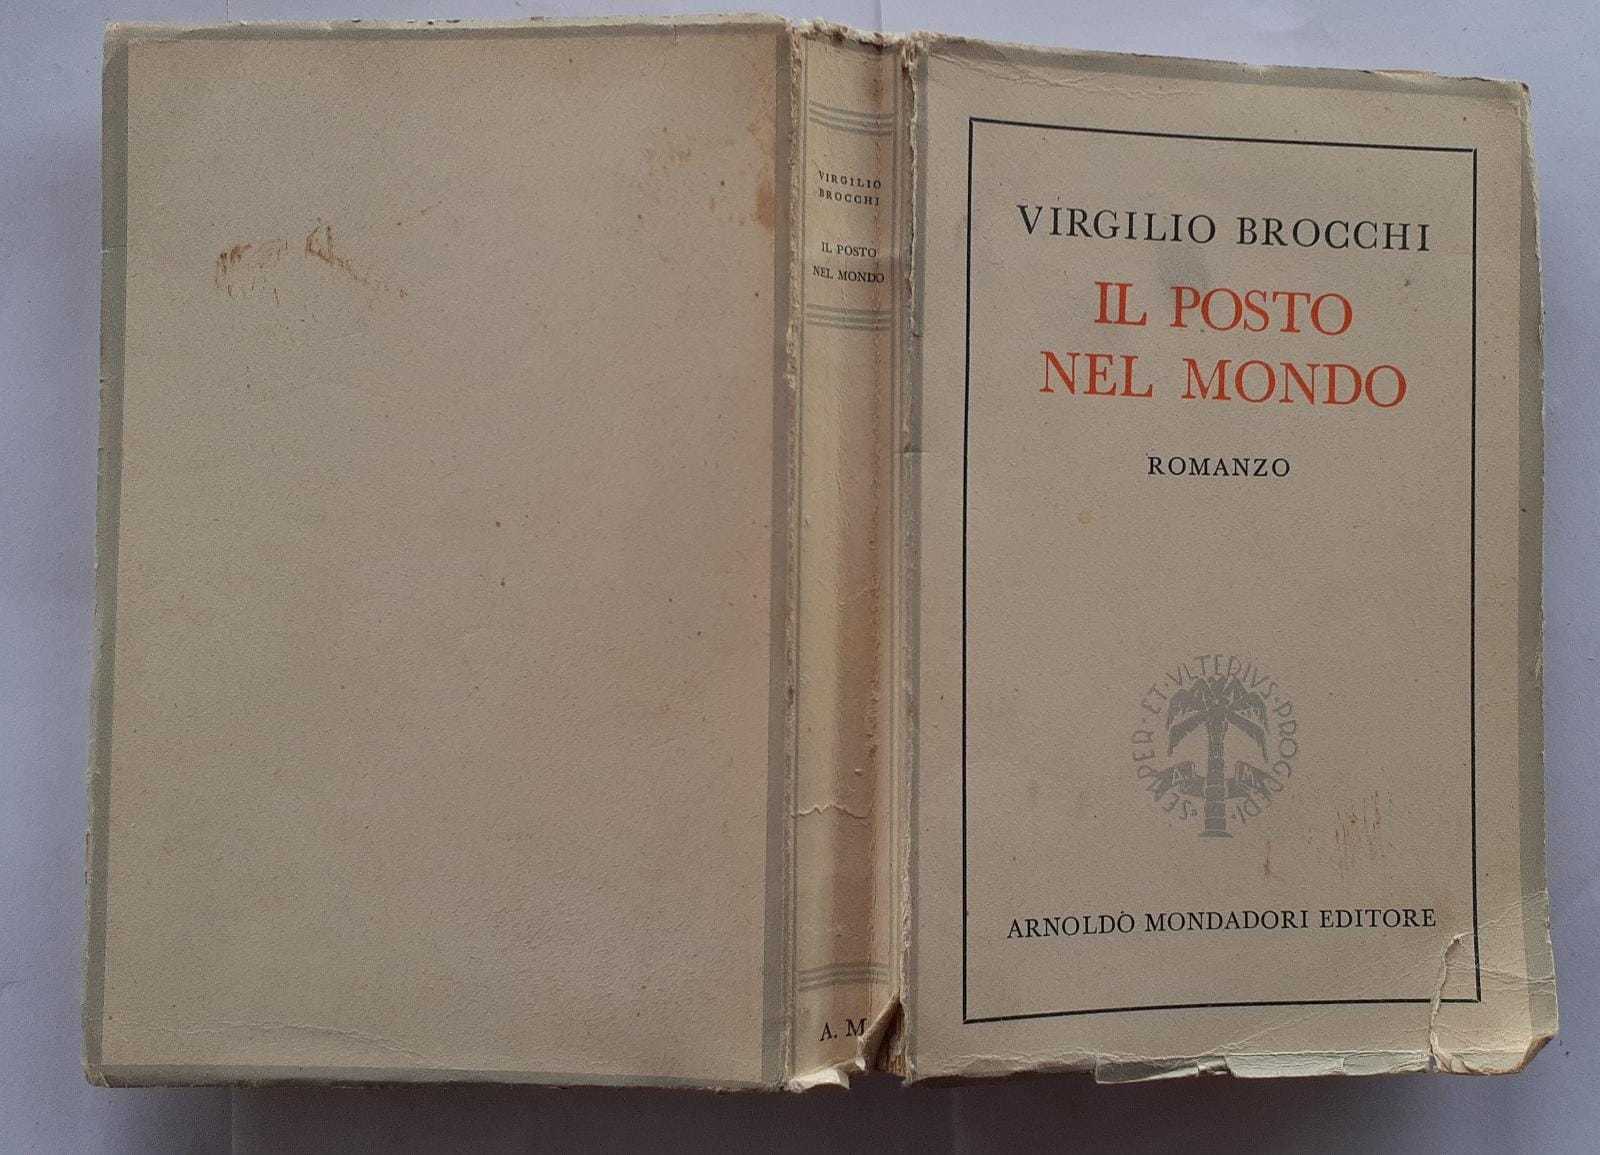 VIRGILIO
BROCCHI
IL POSTO
NEL MONDO
A. M.
VIRGILIO BROCCHI
IL POSTO
NEL MONDO
ROMANZO
SEMPER · ET · VLTERIVS · PROGREDI
A M
ARNOLDO MONDADORI EDITORE